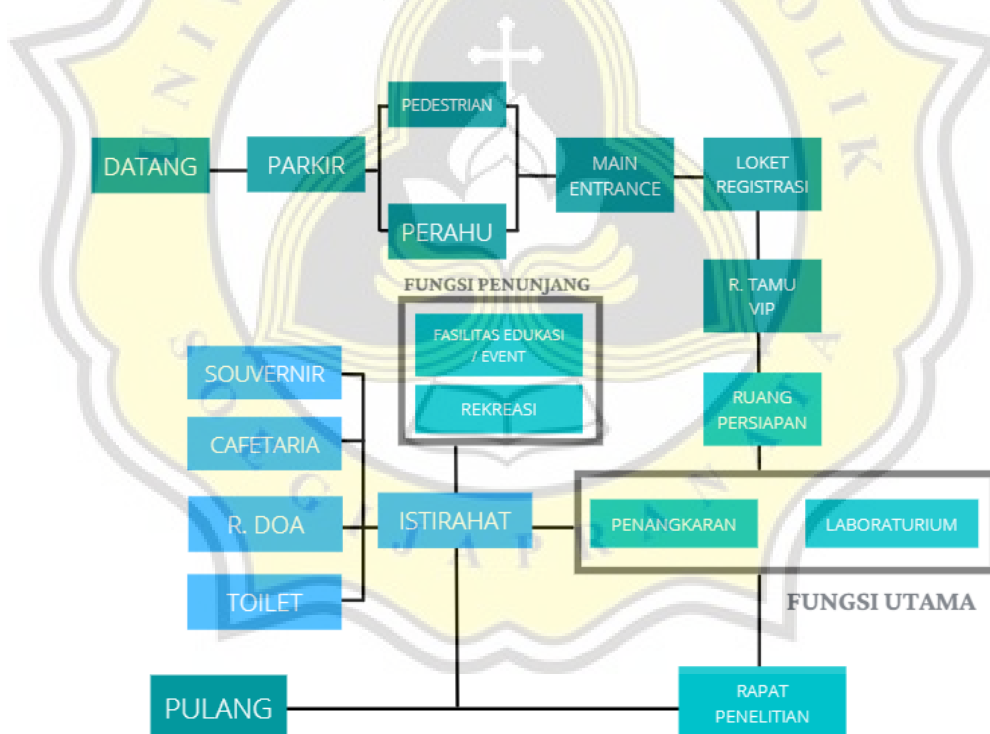 PEDESTRIAN
DATANG
PARKIR
MAIN
ENTRANCE
LOKET
REGISTRASI
PERAHU
FUNGSI PENUNJANG
R. TAMU
VIP
FASILITAS EDUKASI
/ EVENT
SOUVERNIR
REKREASI
RUANG
PERSIAPAN
CAFETARIA
R. DOA
ISTIRAHAT
PENANGKARAN
LABORATURIUM
TOILET
FUNGSI UTAMA
PULANG
RAPAT
PENELITIAN
SOEGIJAPRANATA